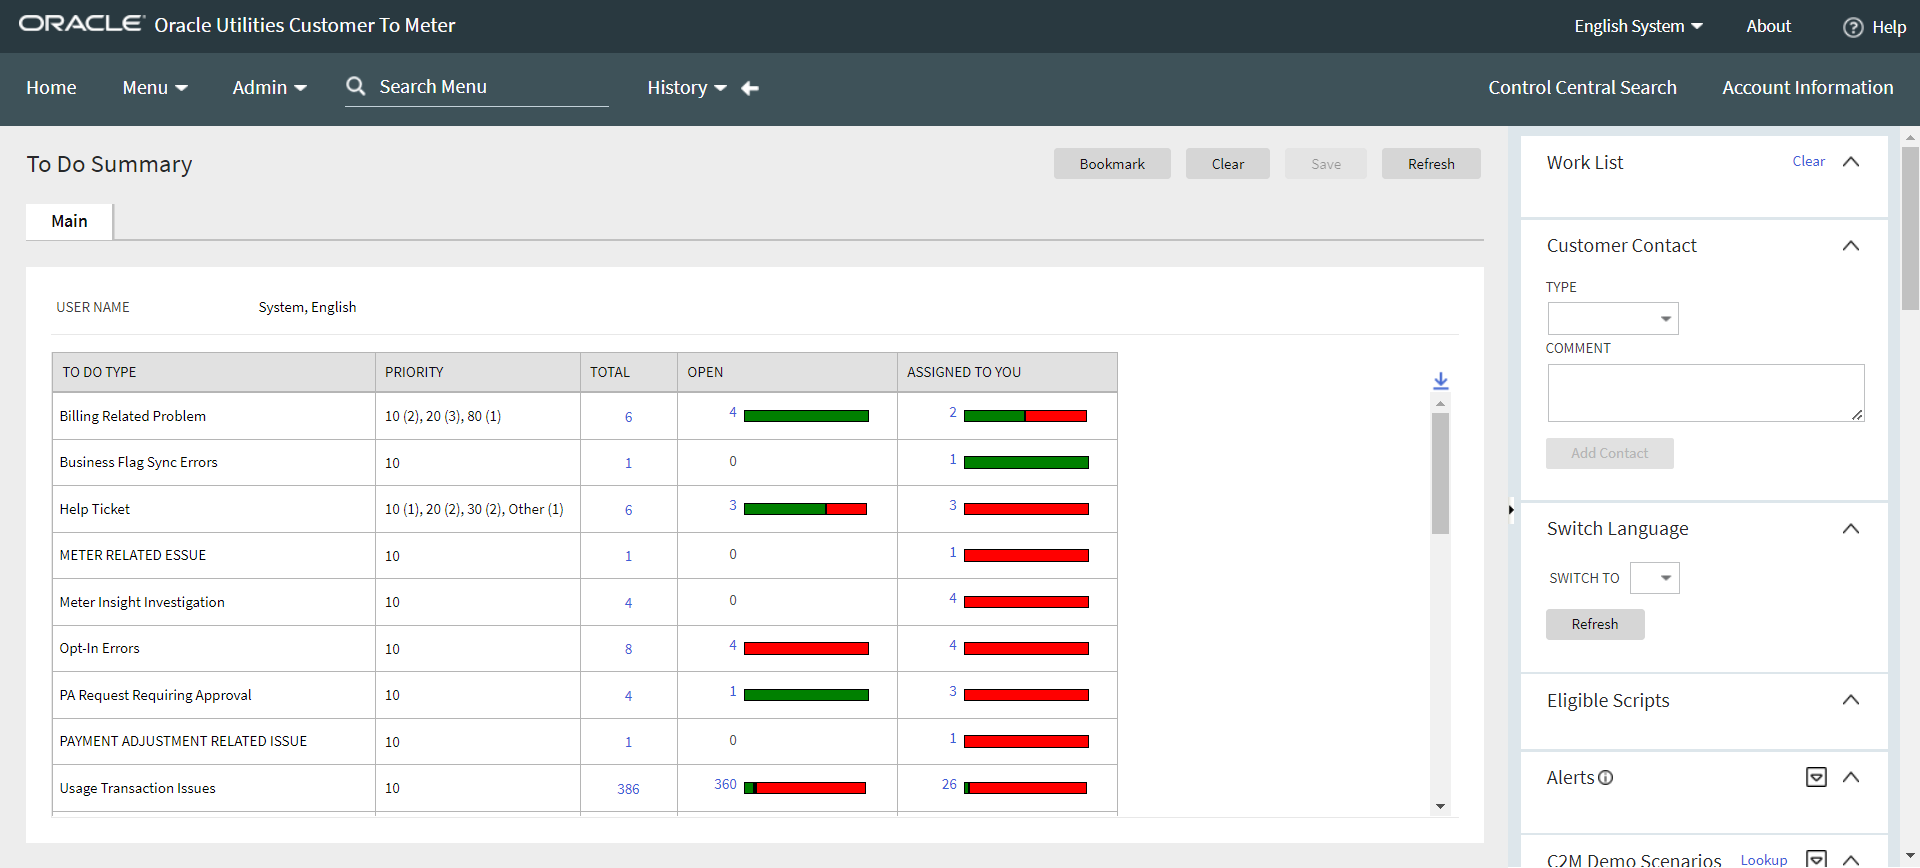 ORACLE Oracle Utilities Customer To Meter
English System
About
Help
Home
Menu
Admin
Search Menu
History
Control Central Search
Account Information
To Do Summary
Bookmark
Clear
Save
Refresh
Main
USER NAME System, English
TO DO TYPE PRIORITY TOTAL OPEN ASSIGNED TO YOU
Billing Related Problem 10 (2), 20 (3), 80 (1) 6 4 2
Business Flag Sync Errors 10 1 0 1
Help Ticket 10 (1), 20 (2), 30 (2), Other (1) 6 3 3
METER RELATED ESSUE 10 1 0 1
Meter Insight Investigation 10 4 0 4
Opt-In Errors 10 8 4 4
PA Request Requiring Approval 10 4 1 3
PAYMENT ADJUSTMENT RELATED ISSUE 10 1 0 1
Usage Transaction Issues 10 386 360 26
Work List Clear
Customer Contact
TYPE
COMMENT
Add Contact
Switch Language
SWITCH TO
Refresh
Eligible Scripts
Alerts
C2M Demo Scenarios Lookup